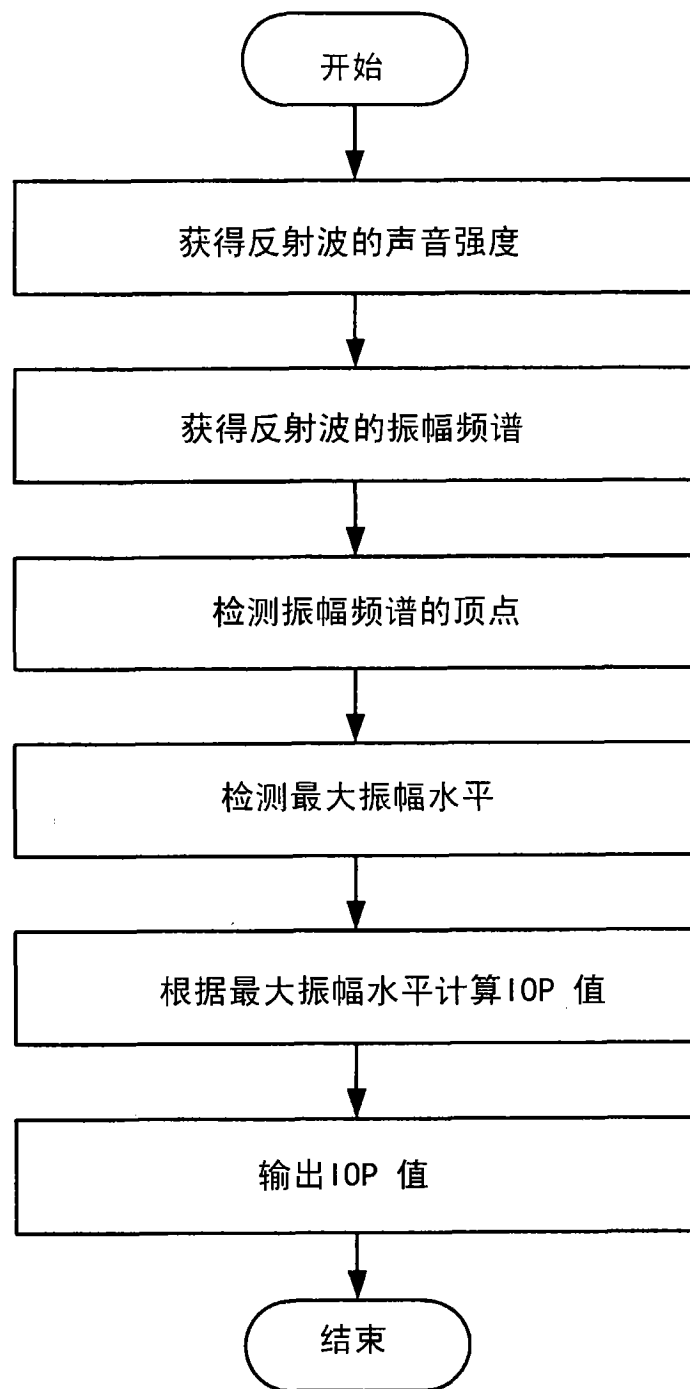 开始
获得反射波的声音强度
获得反射波的振幅频谱
检测振幅频谱的顶点
检测最大振幅水平
根据最大振幅水平计算IOP 值
输出IOP 值
结束